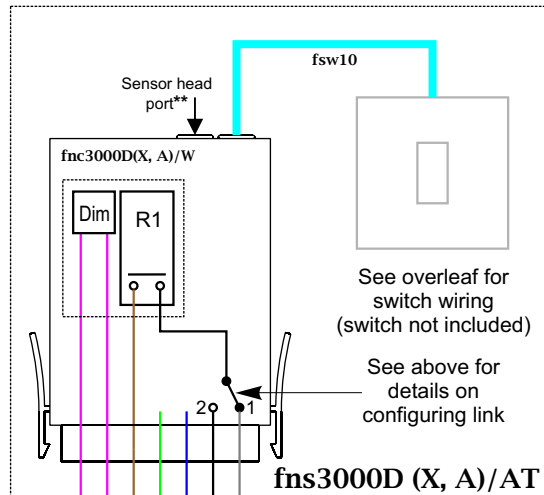 fsw10
Sensor head
port**
fnc3000D(X, A)/W
Dim
R1
See overleaf for
switch wiring
(switch not included)
See above for
details on
configuring link
2
1
fns3000D (X, A)/AT